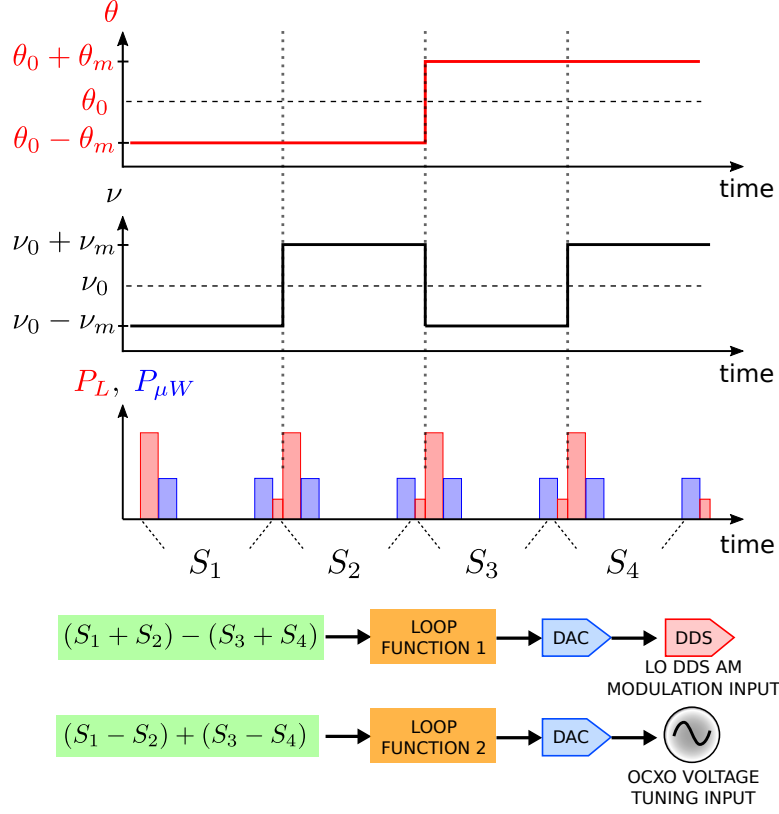 θ
θ₀ + θₘ
θ₀
θ₀ − θₘ
time
ν
ν₀ + νₘ
ν₀
ν₀ − νₘ
time
P_L, P_μW
time
S₁ S₂ S₃ S₄
(S₁ + S₂) − (S₃ + S₄)
LOOP
FUNCTION 1
DAC
DDS
LO DDS AM
MODULATION INPUT
(S₁ − S₂) + (S₃ − S₄)
LOOP
FUNCTION 2
DAC
OCXO VOLTAGE
TUNING INPUT